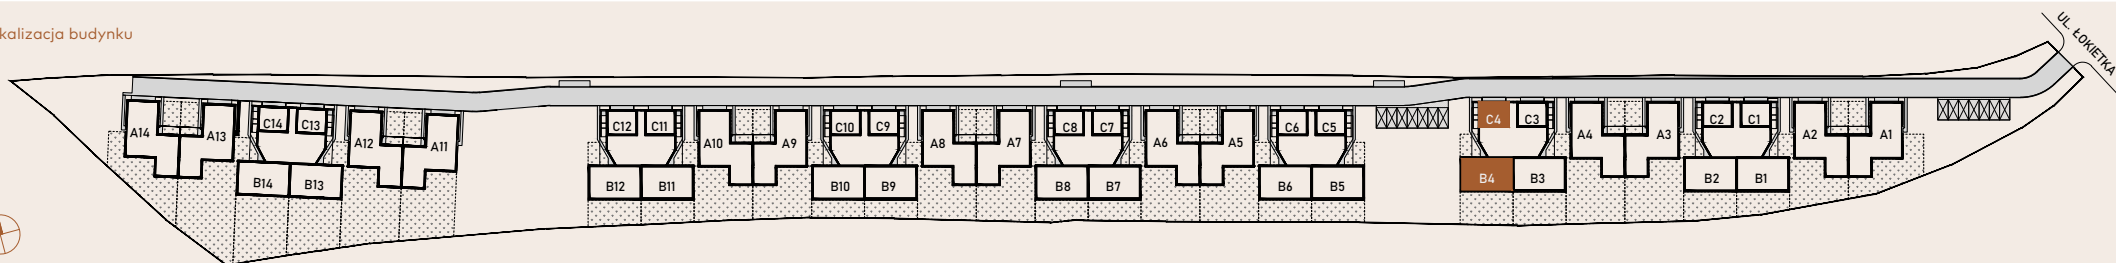 kalizacja budynku
UL. ŁOKIETKA
C14 C13
C12 C11
C10 C9
C8 C7
C6 C5
C4 C3
C2 C1
A14 A13
A12 A11
A10 A9
A8 A7
A6 A5
A4 A3
A2 A1
B14 B13
B12 B11
B10 B9
B8 B7
B6 B5
B4 B3
B2 B1